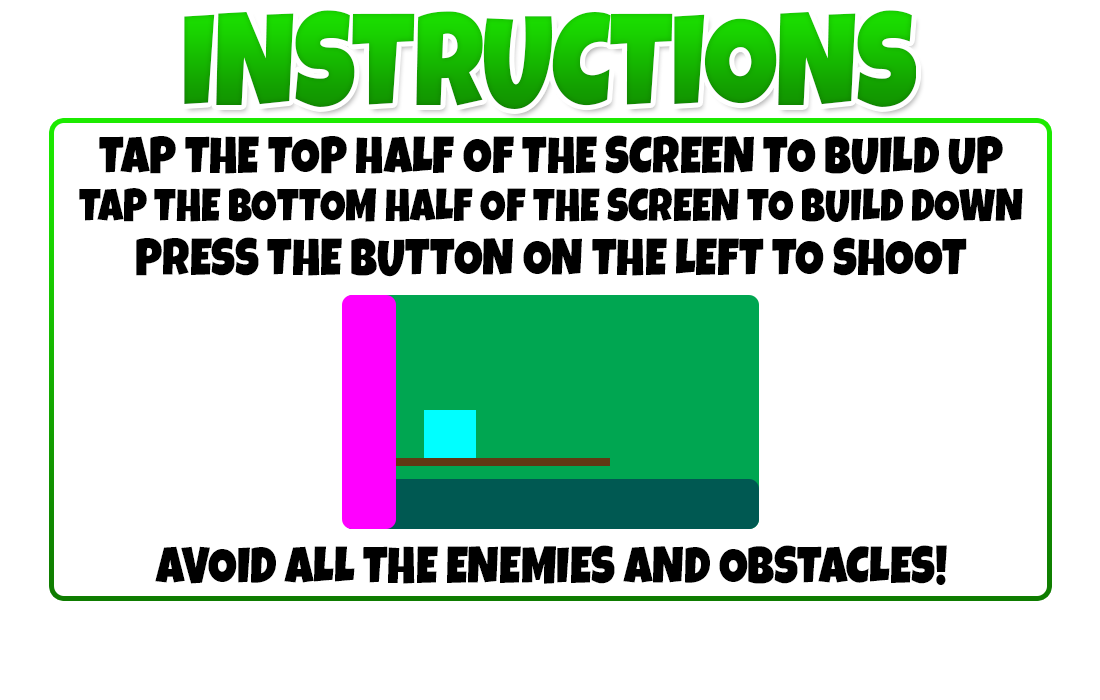 INSTRUCTIONS
TAP THE TOP HALF OF THE SCREEN TO BUILD UP
TAP THE BOTTOM HALF OF THE SCREEN TO BUILD DOWN
PRESS THE BUTTON ON THE LEFT TO SHOOT
AVOID ALL THE ENEMIES AND OBSTACLES!